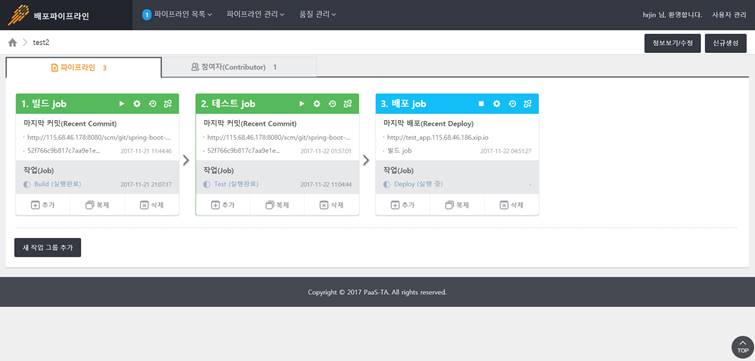 배포파이프라인
1 파이프라인 목록
파이프라인 관리
품질 관리
hrjin 님, 환영합니다.
사용자 관리
test2
정보보기/수정
신규생성
파이프라인 3
참여자(Contributor) 1
1. 빌드 Job
마지막 커밋(Recent Commit)
http://115.68.46.178:8080/scm/git/spring-boot-...
52f766c9b817c7aa9e1e...
2017-11-21 11:44:46
작업(Job)
Build (실행완료)
2017-11-21 21:07:17
추가
복제
삭제
2. 테스트 Job
마지막 커밋(Recent Commit)
http://115.68.46.178:8080/scm/git/spring-boot-...
52f766c9b817c7aa9e1e...
2017-11-22 01:57:01
작업(Job)
Test (실행완료)
2017-11-22 11:04:44
추가
복제
삭제
3. 배포 Job
마지막 배포(Recent Deploy)
http://test_app.115.68.46.186.xip.io
빌드 job
2017-11-22 04:51:27
작업(Job)
Deploy (실행 중)
-
추가
복제
삭제
새 작업 그룹 추가
Copyright © 2017 PaaS-TA. All rights reserved.
TOP